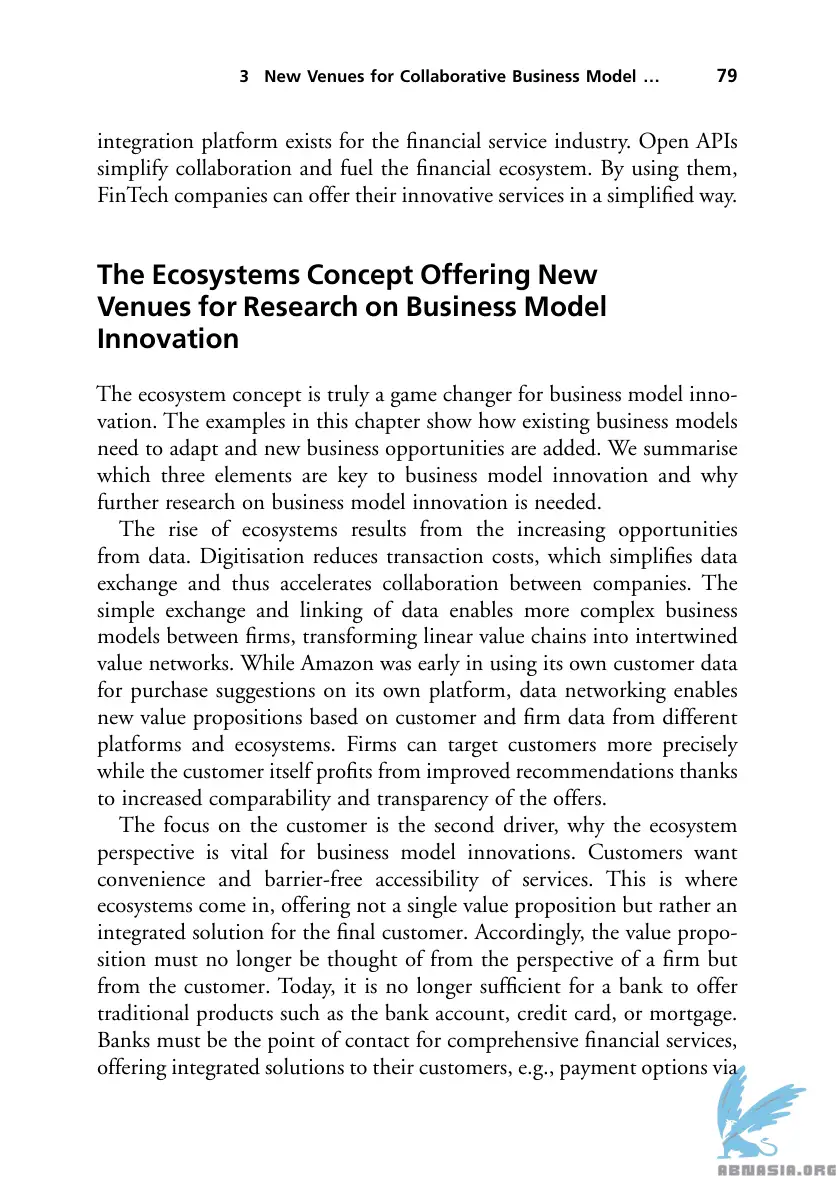 3 New Venues for Collaborative Business Model … 79
integration platform exists for the financial service industry. Open APIs
simplify collaboration and fuel the financial ecosystem. By using them,
FinTech companies can offer their innovative services in a simplified way.
The Ecosystems Concept Offering New
Venues for Research on Business Model
Innovation
The ecosystem concept is truly a game changer for business model inno-
vation. The examples in this chapter show how existing business models
need to adapt and new business opportunities are added. We summarise
which three elements are key to business model innovation and why
further research on business model innovation is needed.
The rise of ecosystems results from the increasing opportunities
from data. Digitisation reduces transaction costs, which simplifies data
exchange and thus accelerates collaboration between companies. The
simple exchange and linking of data enables more complex business
models between firms, transforming linear value chains into intertwined
value networks. While Amazon was early in using its own customer data
for purchase suggestions on its own platform, data networking enables
new value propositions based on customer and firm data from different
platforms and ecosystems. Firms can target customers more precisely
while the customer itself profits from improved recommendations thanks
to increased comparability and transparency of the offers.
The focus on the customer is the second driver, why the ecosystem
perspective is vital for business model innovations. Customers want
convenience and barrier-free accessibility of services. This is where
ecosystems come in, offering not a single value proposition but rather an
integrated solution for the final customer. Accordingly, the value propo-
sition must no longer be thought of from the perspective of a firm but
from the customer. Today, it is no longer sufficient for a bank to offer
traditional products such as the bank account, credit card, or mortgage.
Banks must be the point of contact for comprehensive financial services,
offering integrated solutions to their customers, e.g., payment options via
ABNASIA.ORG